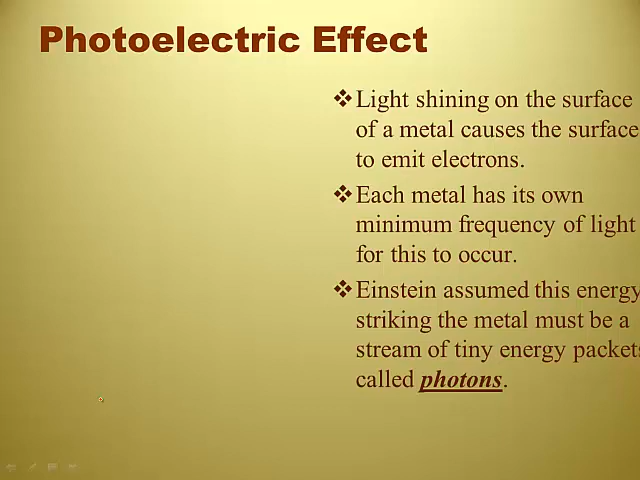 Photoelectric Effect
❖Light shining on the surface
of a metal causes the surface
to emit electrons.
❖Each metal has its own
minimum frequency of light
for this to occur.
❖Einstein assumed this energy
striking the metal must be a
stream of tiny energy packets
called photons.